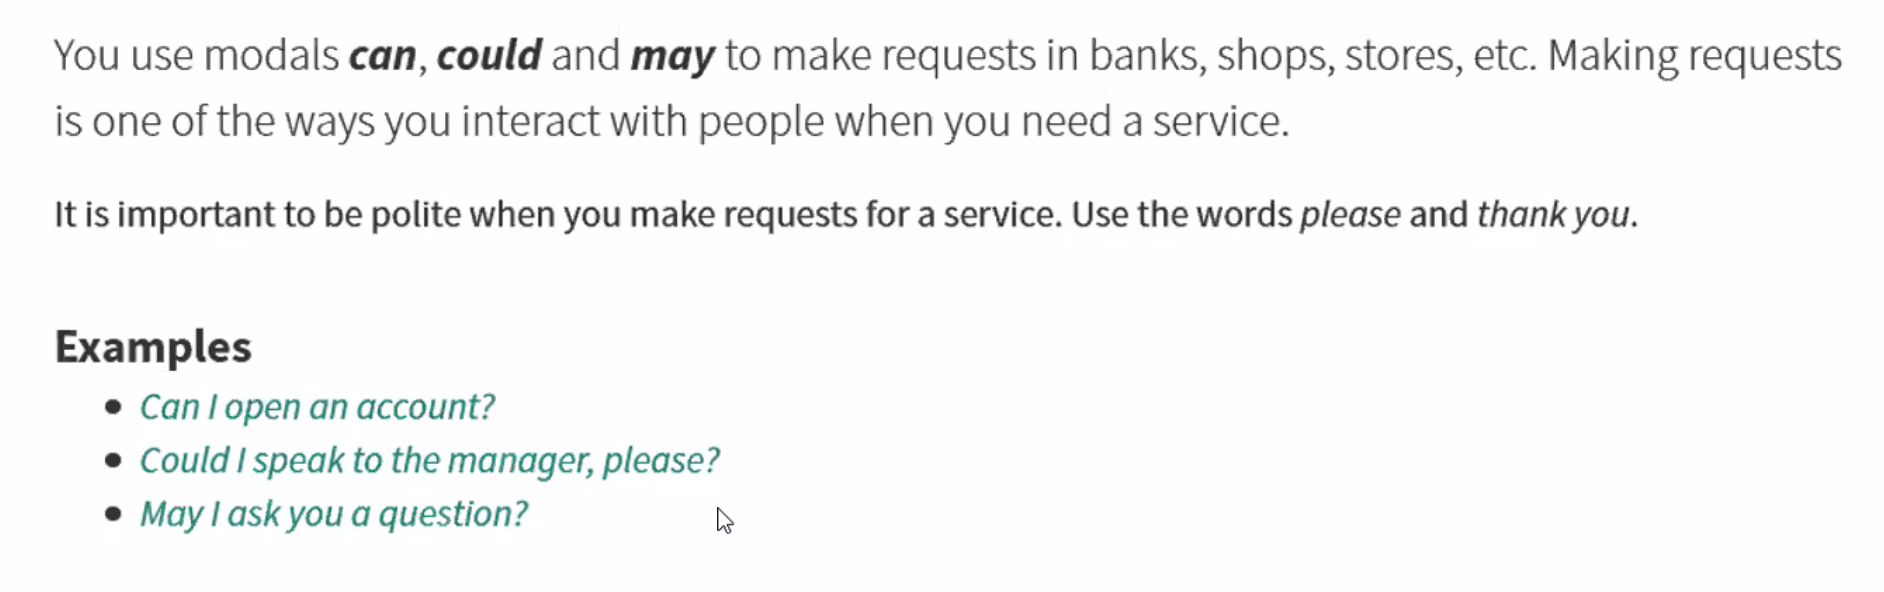 You use modals can, could and may to make requests in banks, shops, stores, etc. Making requests
is one of the ways you interact with people when you need a service.
It is important to be polite when you make requests for a service. Use the words please and thank you.
Examples
• Can I open an account?
• Could I speak to the manager, please?
• May I ask you a question?